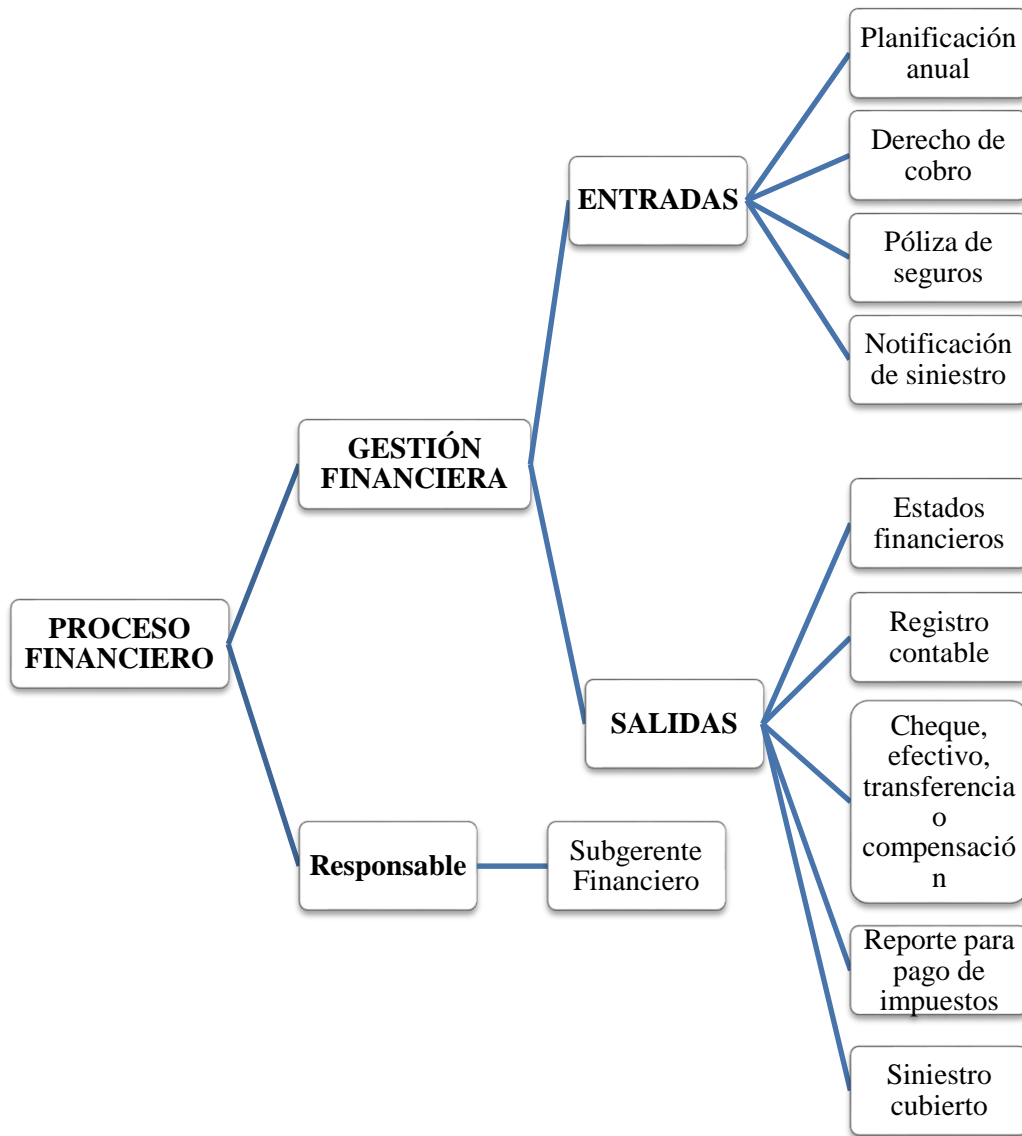 Planificación
anual
Derecho de
cobro
ENTRADAS
Póliza de
seguros
Notificación
de siniestro
GESTIÓN
FINANCIERA
Estados
financieros
Registro
contable
PROCESO
FINANCIERO
SALIDAS
Cheque,
efectivo,
transferencia
o
compensació
n
Responsable
Subgerente
Financiero
Reporte para
pago de
impuestos
Siniestro
cubierto